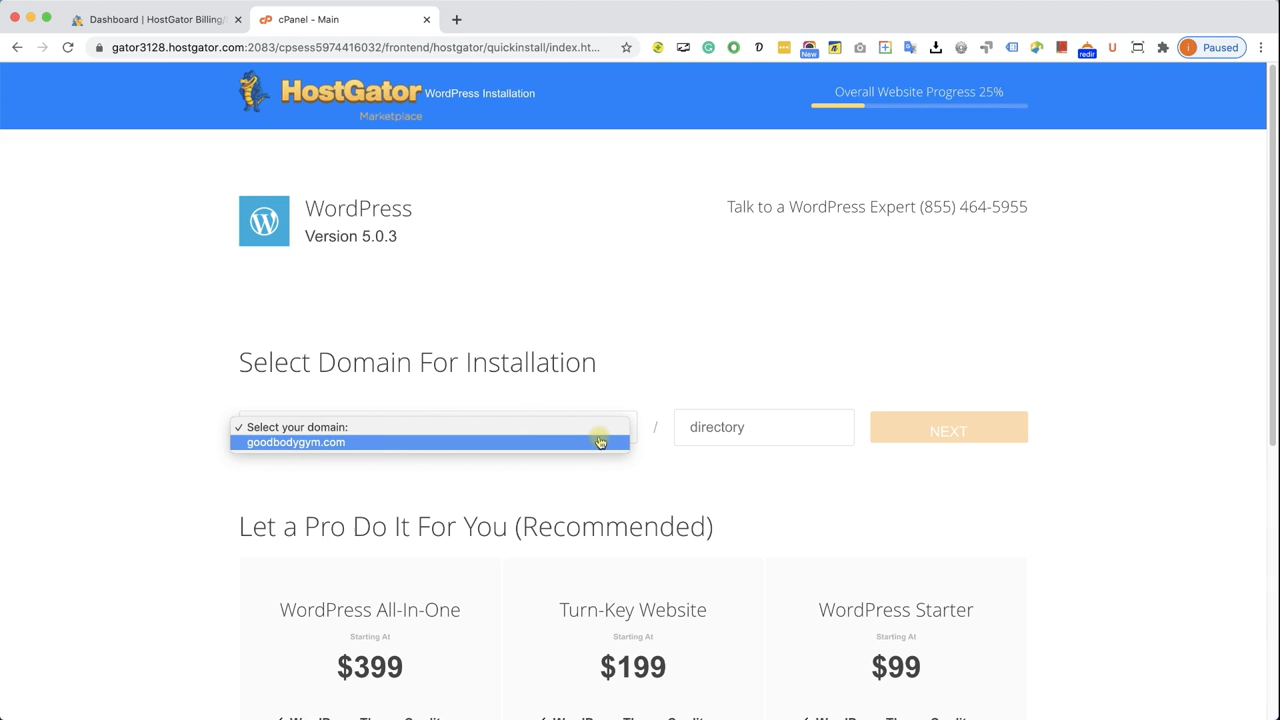 Dashboard | HostGator Billing/
cPanel - Main
gator3128.hostgator.com:2083/cpsess5974416032/frontend/hostgator/quickinstall/index.ht...
New
redir
Paused
HostGator WordPress Installation
Marketplace
Overall Website Progress 25%
WordPress
Version 5.0.3
Talk to a WordPress Expert (855) 464-5955
Select Domain For Installation
✓ Select your domain:
goodbodygym.com
/
directory
NEXT
Let a Pro Do It For You (Recommended)
WordPress All-In-One
Starting At
$399
Turn-Key Website
Starting At
$199
WordPress Starter
Starting At
$99